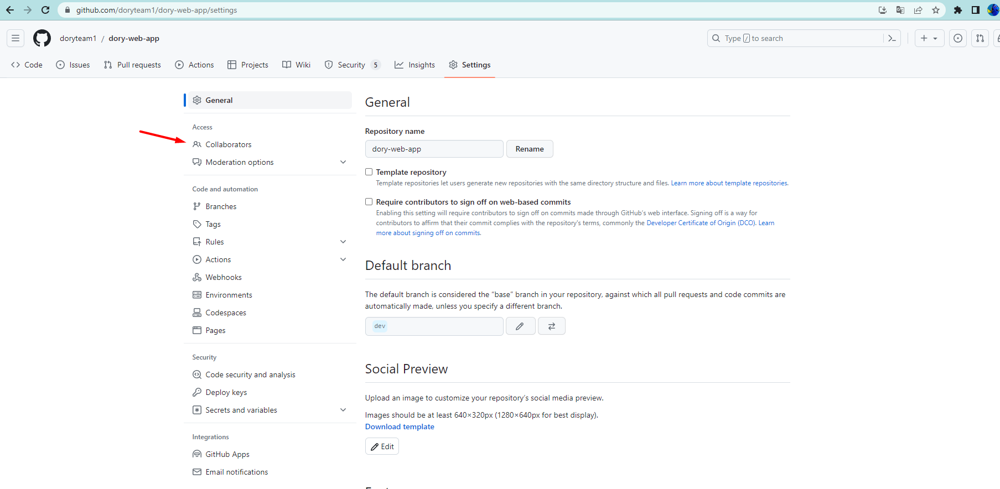 github.com/doryteam1/dory-web-app/settings
doryteam1 / dory-web-app
Type / to search
Code Issues Pull requests Actions Projects Wiki Security 5 Insights Settings
General
Access
Collaborators
Moderation options
Code and automation
Branches
Tags
Rules
Actions
Webhooks
Environments
Codespaces
Pages
Security
Code security and analysis
Deploy keys
Secrets and variables
Integrations
GitHub Apps
Email notifications
General
Repository name
dory-web-app Rename
Template repository
Template repositories let users generate new repositories with the same directory structure and files. Learn more about template repositories.
Require contributors to sign off on web-based commits
Enabling this setting will require contributors to sign off on commits made through GitHub's web interface. Signing off is a way for
contributors to affirm that their commit complies with the repository's terms, commonly the Developer Certificate of Origin (DCO). Learn
more about signing off on commits.
Default branch
The default branch is considered the “base” branch in your repository, against which all pull requests and code commits are
automatically made, unless you specify a different branch.
dev
Social Preview
Upload an image to customize your repository's social media preview.
Images should be at least 640×320px (1280×640px for best display).
Download template
Edit